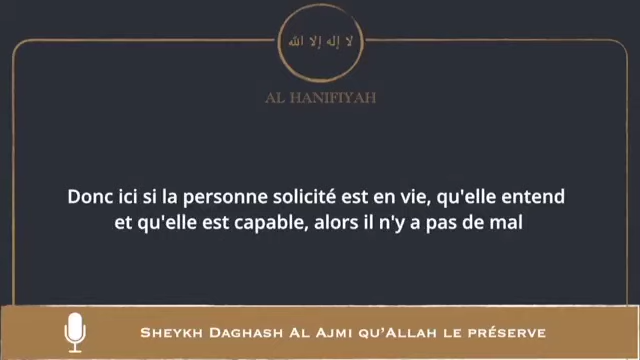 لا إله إلا الله
AL HANIFIYAH
Donc ici si la personne solicité est en vie, qu'elle entend
et qu'elle est capable, alors il n'y a pas de mal
Sheykh Daghash Al Ajmi qu'Allah le préserve